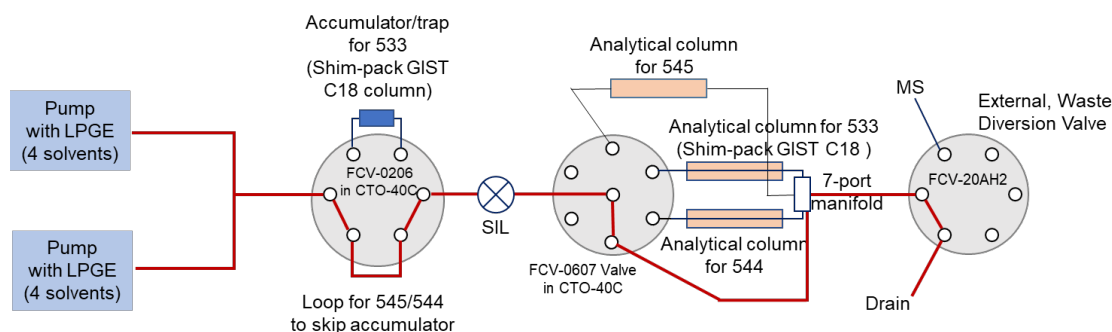 Pump
with LPGE
(4 solvents)
Pump
with LPGE
(4 solvents)
Accumulator/trap
for 533
(Shim-pack GIST
C18 column)
FCV-0206
in CTO-40C
Loop for 545/544
to skip accumulator
SIL
Analytical column
for 545
Analytical column for 533
(Shim-pack GIST C18 )
Analytical column
for 544
FCV-0607 Valve
in CTO-40C
7-port
manifold
MS
External, Waste
Diversion Valve
FCV-20AH2
Drain